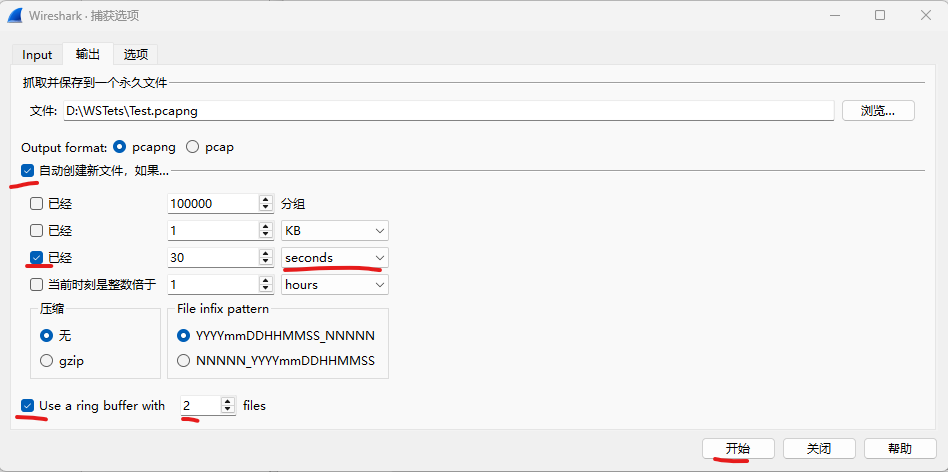 Wireshark · 捕获选项
Input 输出 选项
抓取并保存到一个永久文件
文件: D:\WSTets\Test.pcapng 浏览...
Output format: pcapng pcap
自动创建新文件，如果...
已经 100000 分组
已经 1 KB
已经 30 seconds
当前时刻是整数倍于 1 hours
压缩 File infix pattern
无 YYYYmmDDHHMMSS_NNNNN
gzip NNNNN_YYYYmmDDHHMMSS
Use a ring buffer with 2 files
开始 关闭 帮助